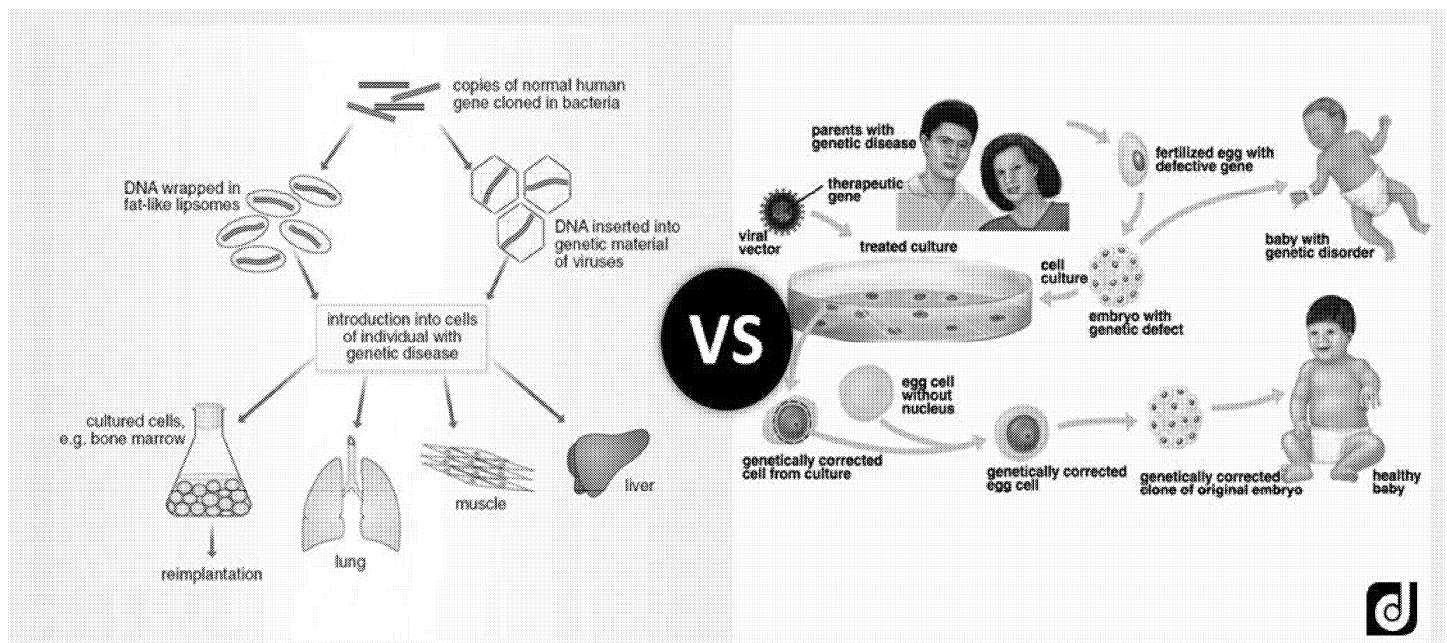 copies of normal human
gene cloned in bacteria
DNA wrapped in
fat-like lipsomes
DNA inserted into
genetic material
of viruses
introduction into cells
of individual with
genetic disease
cultured cells,
e.g. bone marrow
reimplantation
lung
muscle
liver
VS
parents with
genetic disease
therapeutic
gene
viral
vector
treated culture
fertilized egg with
defective gene
baby with
genetic disorder
cell
culture
embryo with
genetic defect
egg cell
without
nucleus
genetically corrected
cell from culture
genetically corrected
egg cell
genetically corrected
clone of original embryo
healthy
baby
d